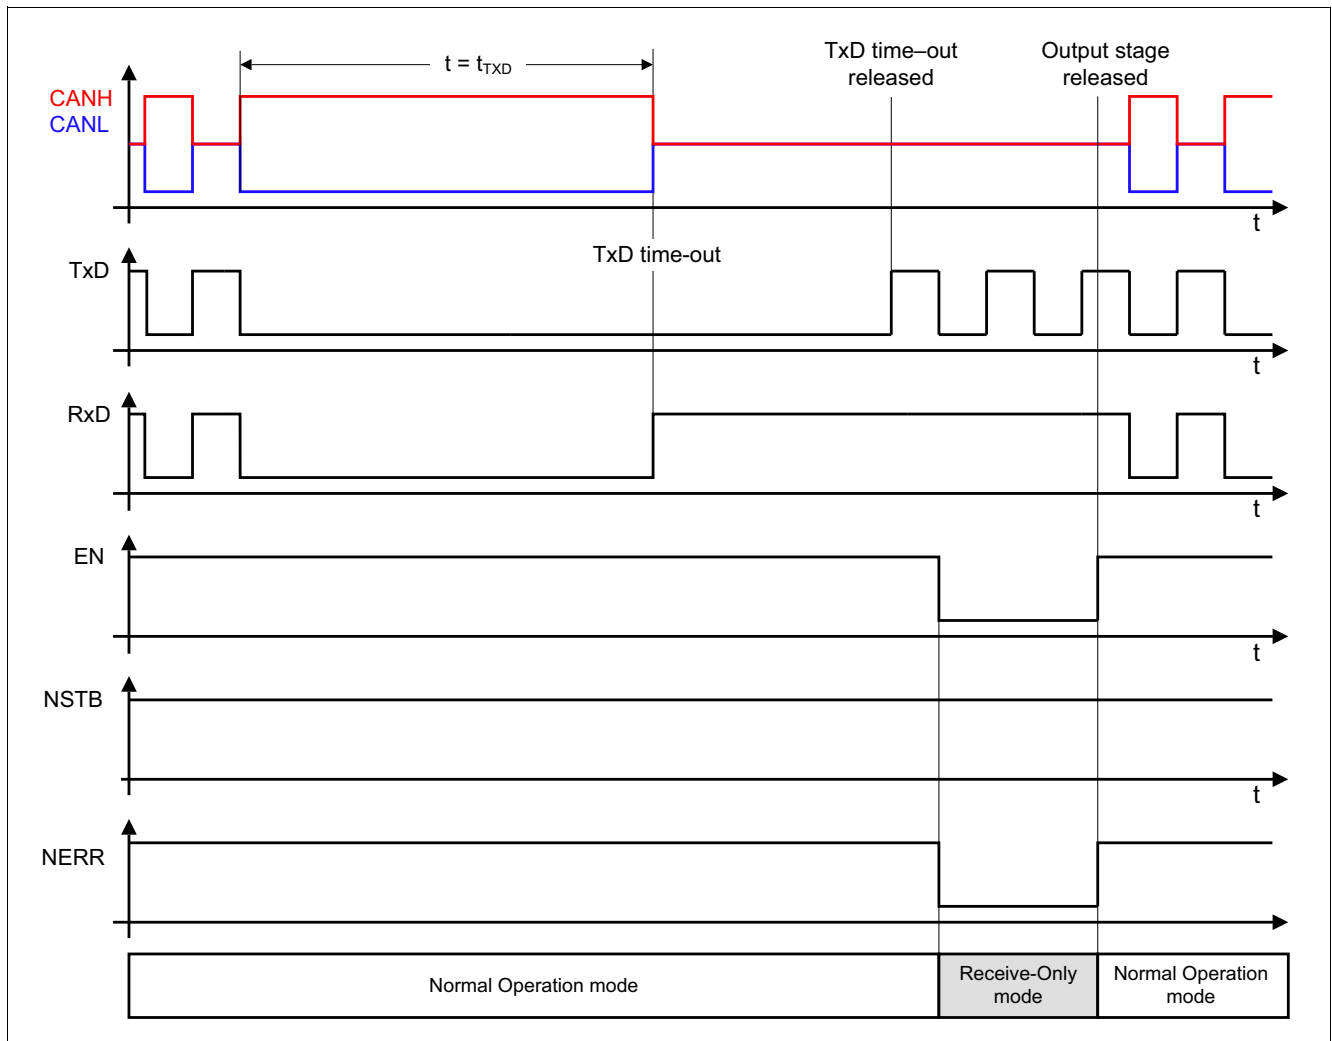 TxD time–out
released
Output stage
released
t = tTXD
CANH
CANL
t
TxD time-out
TxD
t
RxD
t
EN
t
NSTB
t
NERR
Normal Operation mode
Receive-Only
mode
Normal Operation
mode